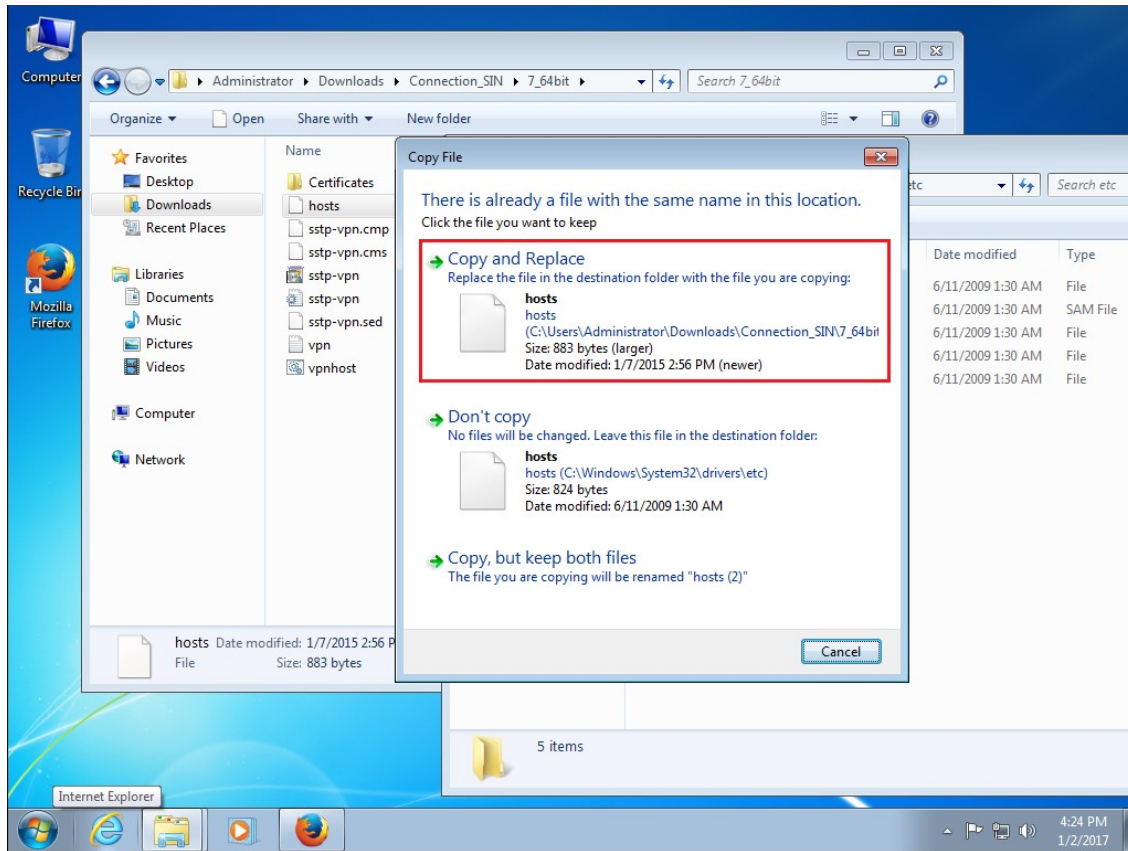 Computer
Recycle Bin
Mozilla
Firefox
Administrator Downloads Connection_SIN 7_64bit
Search 7_64bit
Organize Open Share with New folder
Favorites
Desktop
Downloads
Recent Places
Libraries
Documents
Music
Pictures
Videos
Computer
Network
Name
Certificates
hosts
sstp-vpn.cmp
sstp-vpn.cms
sstp-vpn
sstp-vpn
sstp-vpn.sed
vpn
vpnhost
hosts Date modified: 1/7/2015 2:56 P
File Size: 883 bytes
Copy File
There is already a file with the same name in this location.
Click the file you want to keep
Copy and Replace
Replace the file in the destination folder with the file you are copying:
hosts
hosts
(C:\Users\Administrator\Downloads\Connection_SIN\7_64bit
Size: 883 bytes (larger)
Date modified: 1/7/2015 2:56 PM (newer)
Don't copy
No files will be changed. Leave this file in the destination folder:
hosts
hosts (C:\Windows\System32\drivers\etc)
Size: 824 bytes
Date modified: 6/11/2009 1:30 AM
Copy, but keep both files
The file you are copying will be renamed "hosts (2)"
Cancel
etc
Search etc
Date modified Type
6/11/2009 1:30 AM File
6/11/2009 1:30 AM SAM File
6/11/2009 1:30 AM File
6/11/2009 1:30 AM File
6/11/2009 1:30 AM File
5 items
Internet Explorer
4:24 PM
1/2/2017